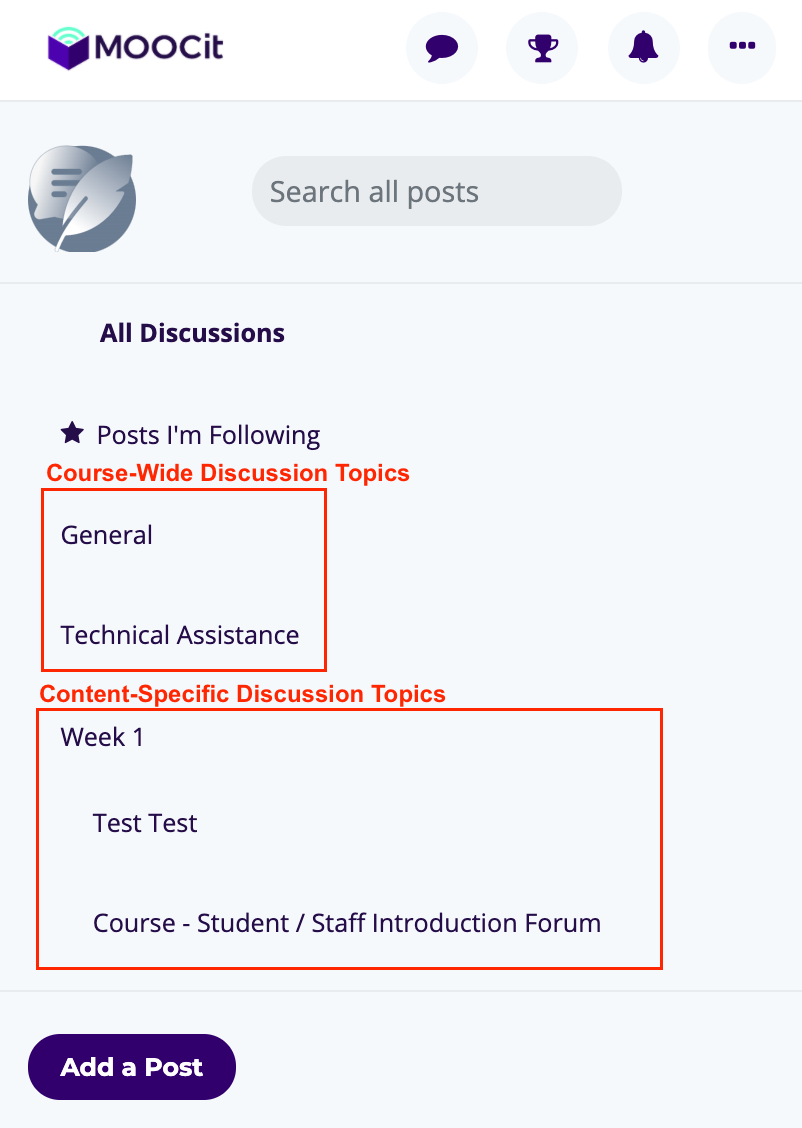 MOOCit
Search all posts
All Discussions
Posts I'm Following
Course-Wide Discussion Topics
General
Technical Assistance
Content-Specific Discussion Topics
Week 1
Test Test
Course - Student / Staff Introduction Forum
Add a Post